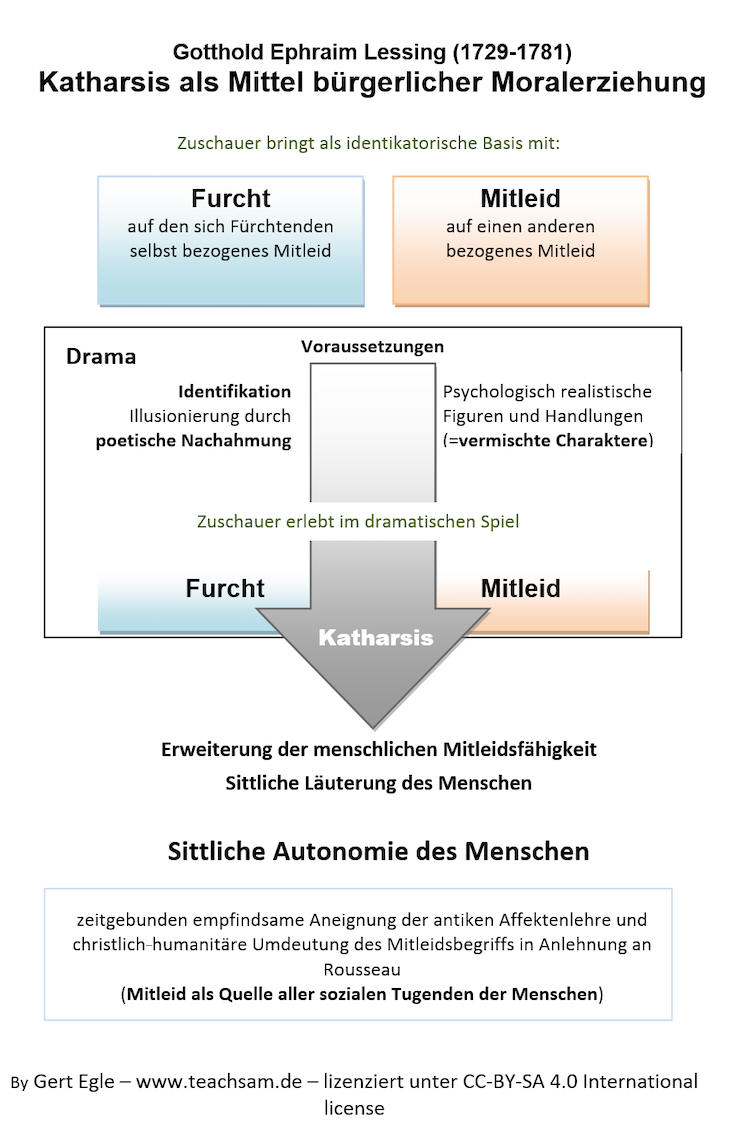 Gotthold Ephraim Lessing (1729-1781)
Katharsis als Mittel bürgerlicher Moralerziehung
Zuschauer bringt als identikatorische Basis mit:
Furcht
auf den sich Fürchtenden
selbst bezogenes Mitleid
Mitleid
auf einen anderen
bezogenes Mitleid
Drama
Voraussetzungen
Identifikation
Illusionierung durch
poetische Nachahmung
Psychologisch realistische
Figuren und Handlungen
(=vermischte Charaktere)
Zuschauer erlebt im dramatischen Spiel
Furcht
Mitleid
Katharsis
Erweiterung der menschlichen Mitleidsfähigkeit
Sittliche Läuterung des Menschen
Sittliche Autonomie des Menschen
zeitgebunden empfindsame Aneignung der antiken Affektenlehre und
christlich-humanitäre Umdeutung des Mitleidsbegriffs in Anlehnung an
Rousseau
(Mitleid als Quelle aller sozialen Tugenden der Menschen)
By Gert Egle – www.teachsam.de – lizenziert unter CC-BY-SA 4.0 International
license